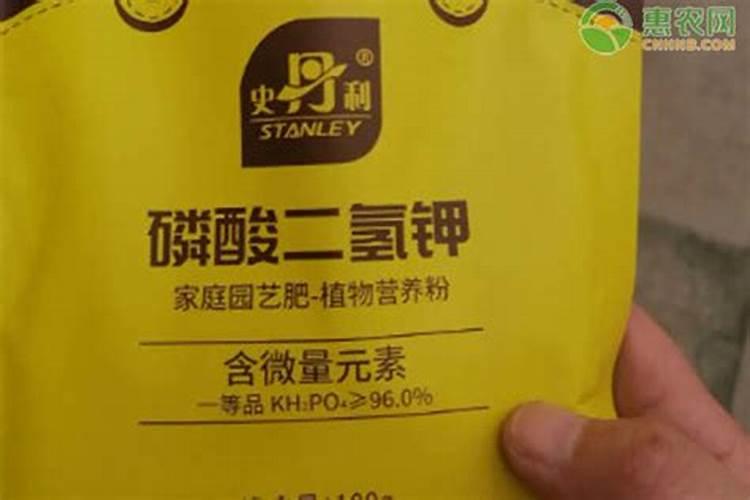 惠农网
CNHNB.COM
史丹利®
STANLEY
磷酸二氢钾
家庭园艺肥-植物营养粉
含微量元素
一等品 KH₂PO₄≥96.0%